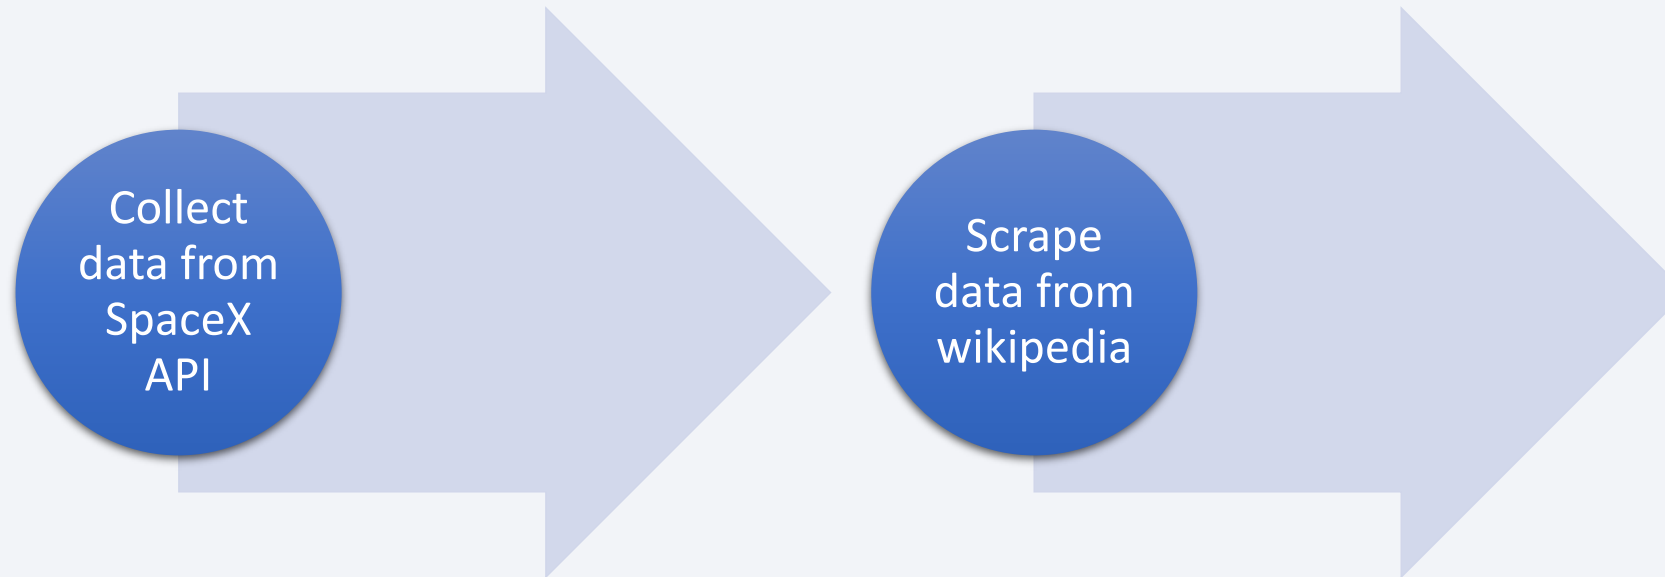 Collect
data from
SpaceX
API
Scrape
data from
wikipedia